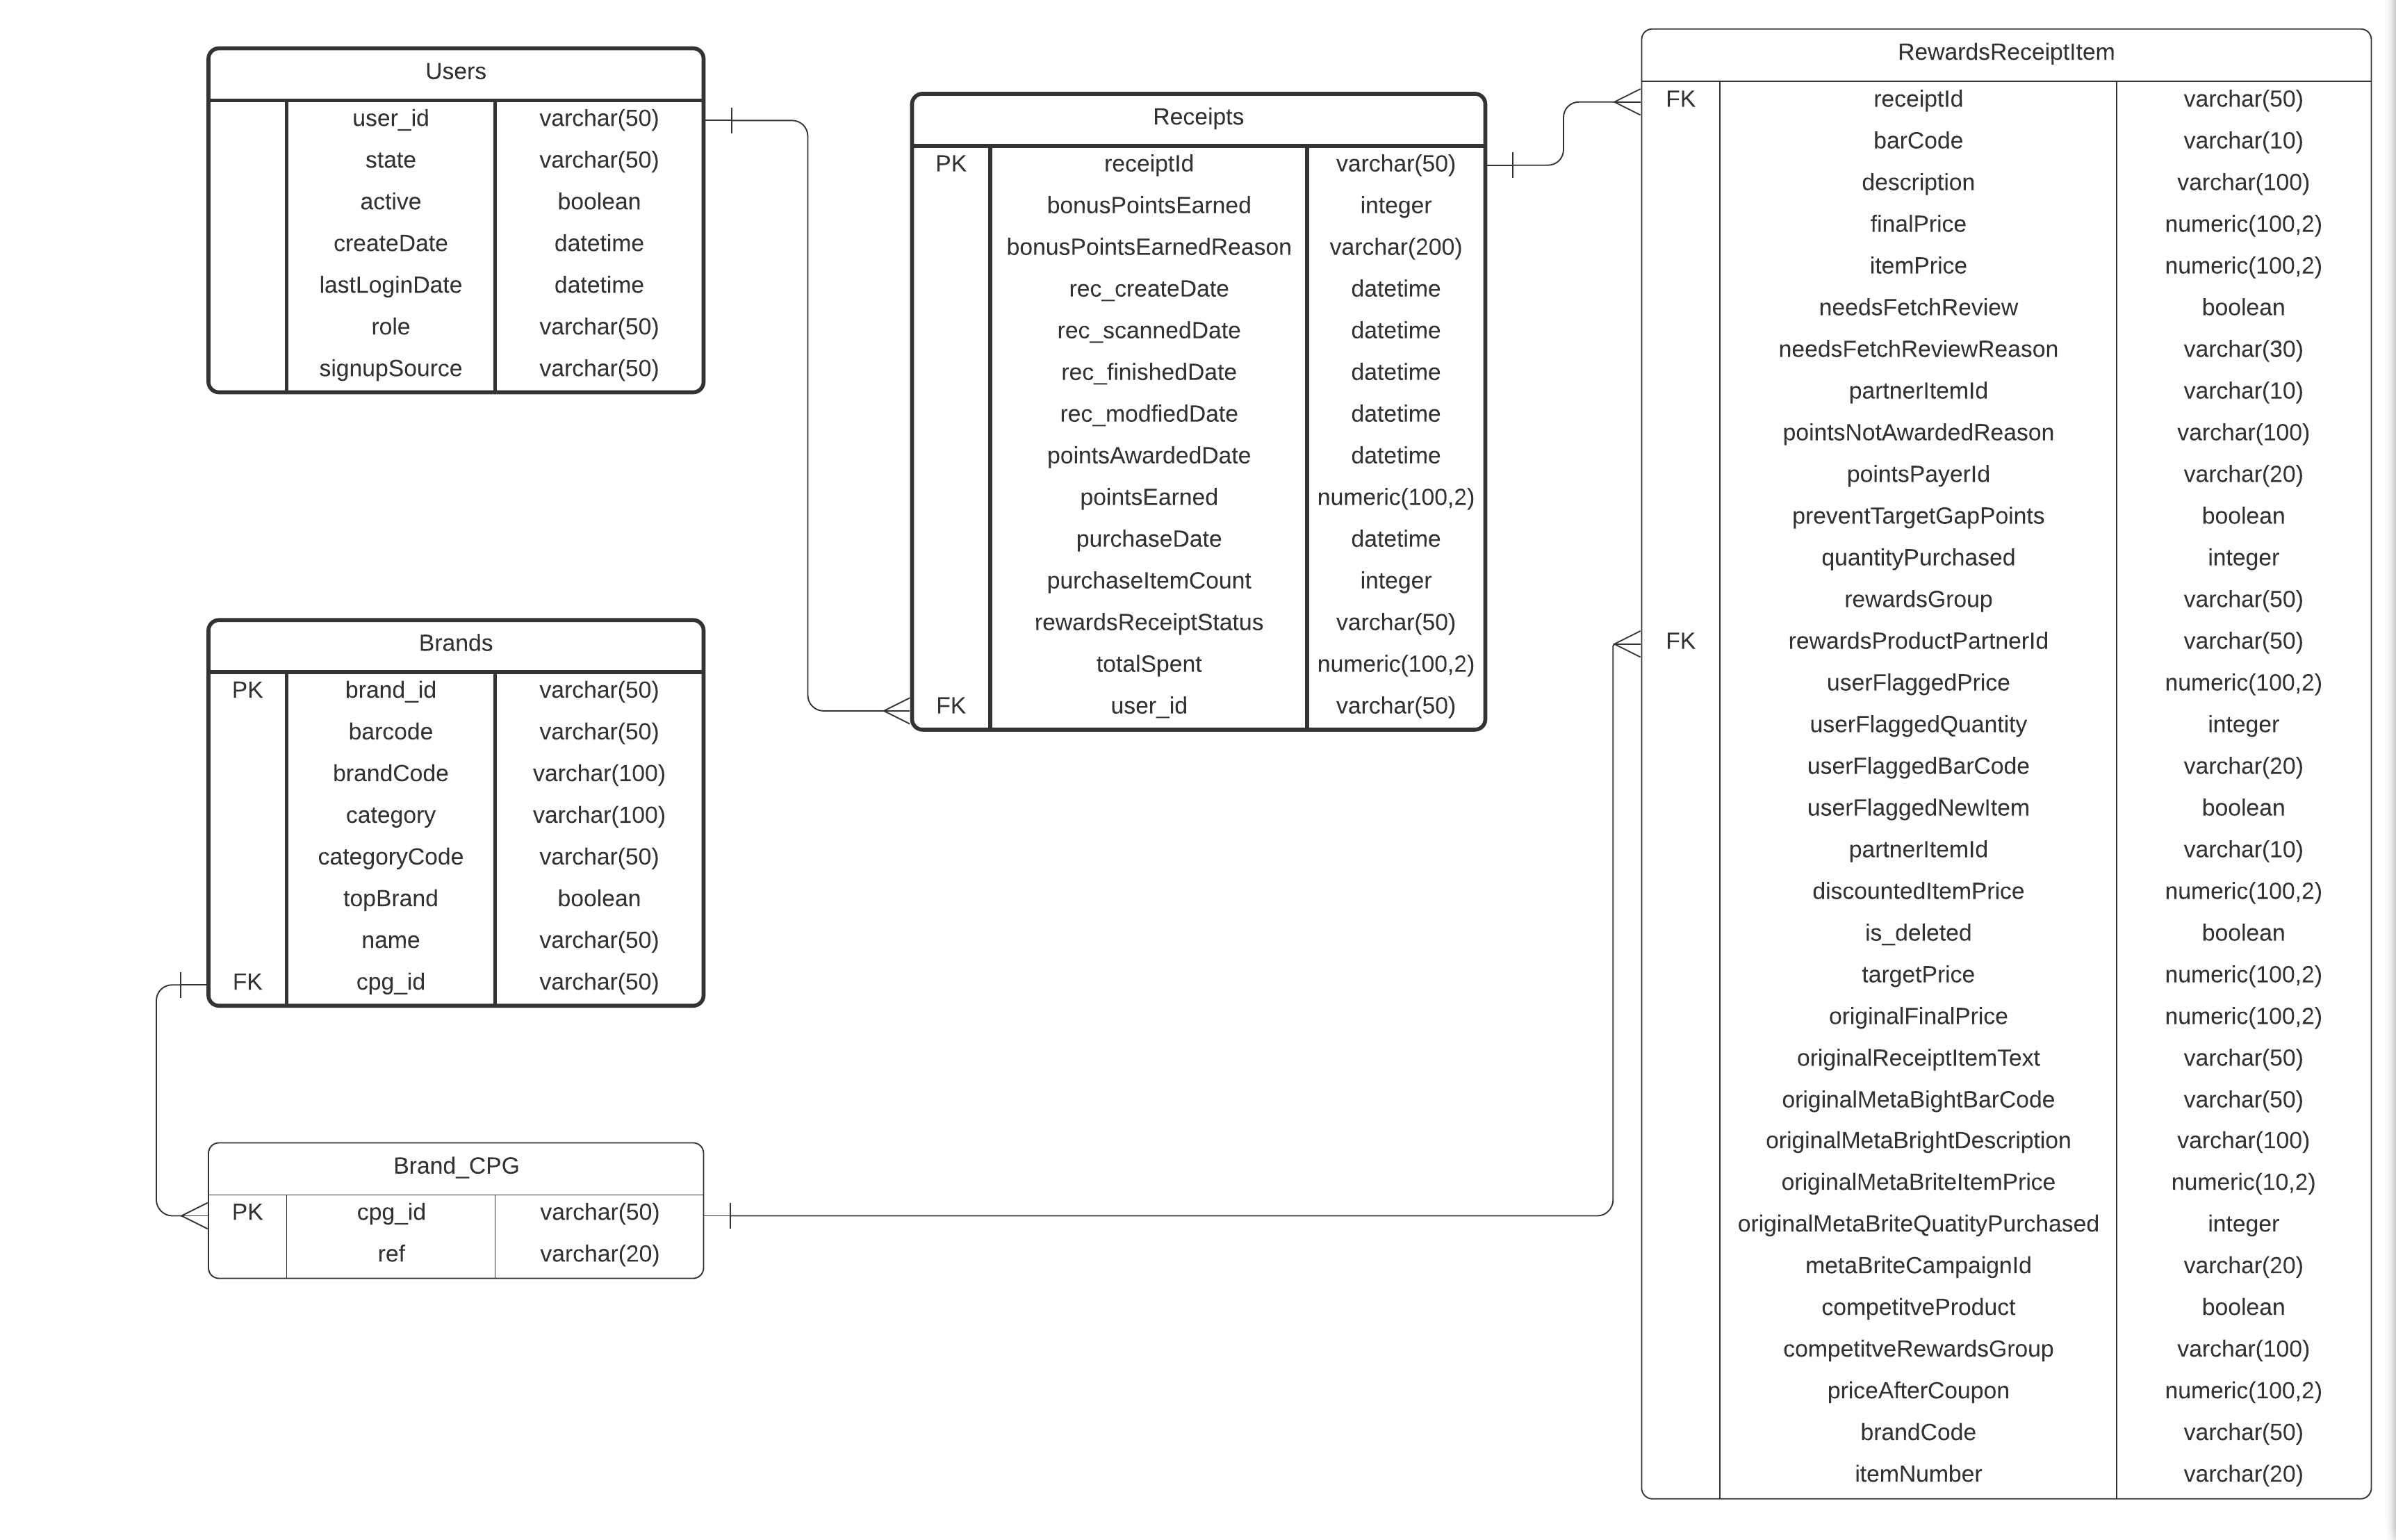 Users
user_id varchar(50)
state varchar(50)
active boolean
createDate datetime
lastLoginDate datetime
role varchar(50)
signupSource varchar(50)
Brands
PK brand_id varchar(50)
barcode varchar(50)
brandCode varchar(100)
category varchar(100)
categoryCode varchar(50)
topBrand boolean
name varchar(50)
FK cpg_id varchar(50)
Brand_CPG
PK cpg_id varchar(50)
ref varchar(20)
Receipts
PK receiptId varchar(50)
bonusPointsEarned integer
bonusPointsEarnedReason varchar(200)
rec_createDate datetime
rec_scannedDate datetime
rec_finishedDate datetime
rec_modfiedDate datetime
pointsAwardedDate datetime
pointsEarned numeric(100,2)
purchaseDate datetime
purchaseItemCount integer
rewardsReceiptStatus varchar(50)
totalSpent numeric(100,2)
FK user_id varchar(50)
RewardsReceiptItem
FK receiptId varchar(50)
barCode varchar(10)
description varchar(100)
finalPrice numeric(100,2)
itemPrice numeric(100,2)
needsFetchReview boolean
needsFetchReviewReason varchar(30)
partnerItemId varchar(10)
pointsNotAwardedReason varchar(100)
pointsPayerId varchar(20)
preventTargetGapPoints boolean
quantityPurchased integer
rewardsGroup varchar(50)
FK rewardsProductPartnerId varchar(50)
userFlaggedPrice numeric(100,2)
userFlaggedQuantity integer
userFlaggedBarCode varchar(20)
userFlaggedNewItem boolean
partnerItemId varchar(10)
discountedItemPrice numeric(100,2)
is_deleted boolean
targetPrice numeric(100,2)
originalFinalPrice numeric(100,2)
originalReceiptItemText varchar(50)
originalMetaBightBarCode varchar(50)
originalMetaBrightDescription varchar(100)
originalMetaBriteItemPrice numeric(10,2)
originalMetaBriteQuatityPurchased integer
metaBriteCampaignId varchar(20)
competitveProduct boolean
competitveRewardsGroup varchar(100)
priceAfterCoupon numeric(100,2)
brandCode varchar(50)
itemNumber varchar(20)